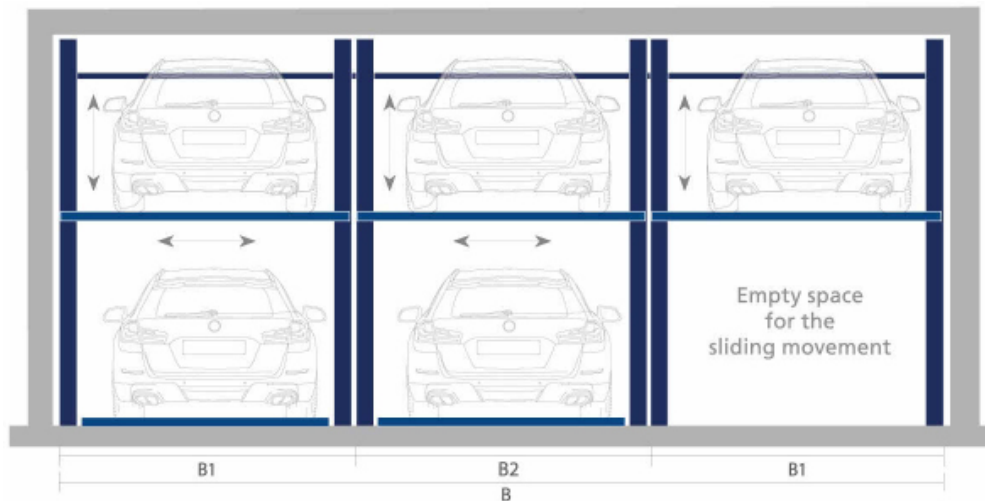 Empty space
for the
sliding movement
B1
B2
B1
B